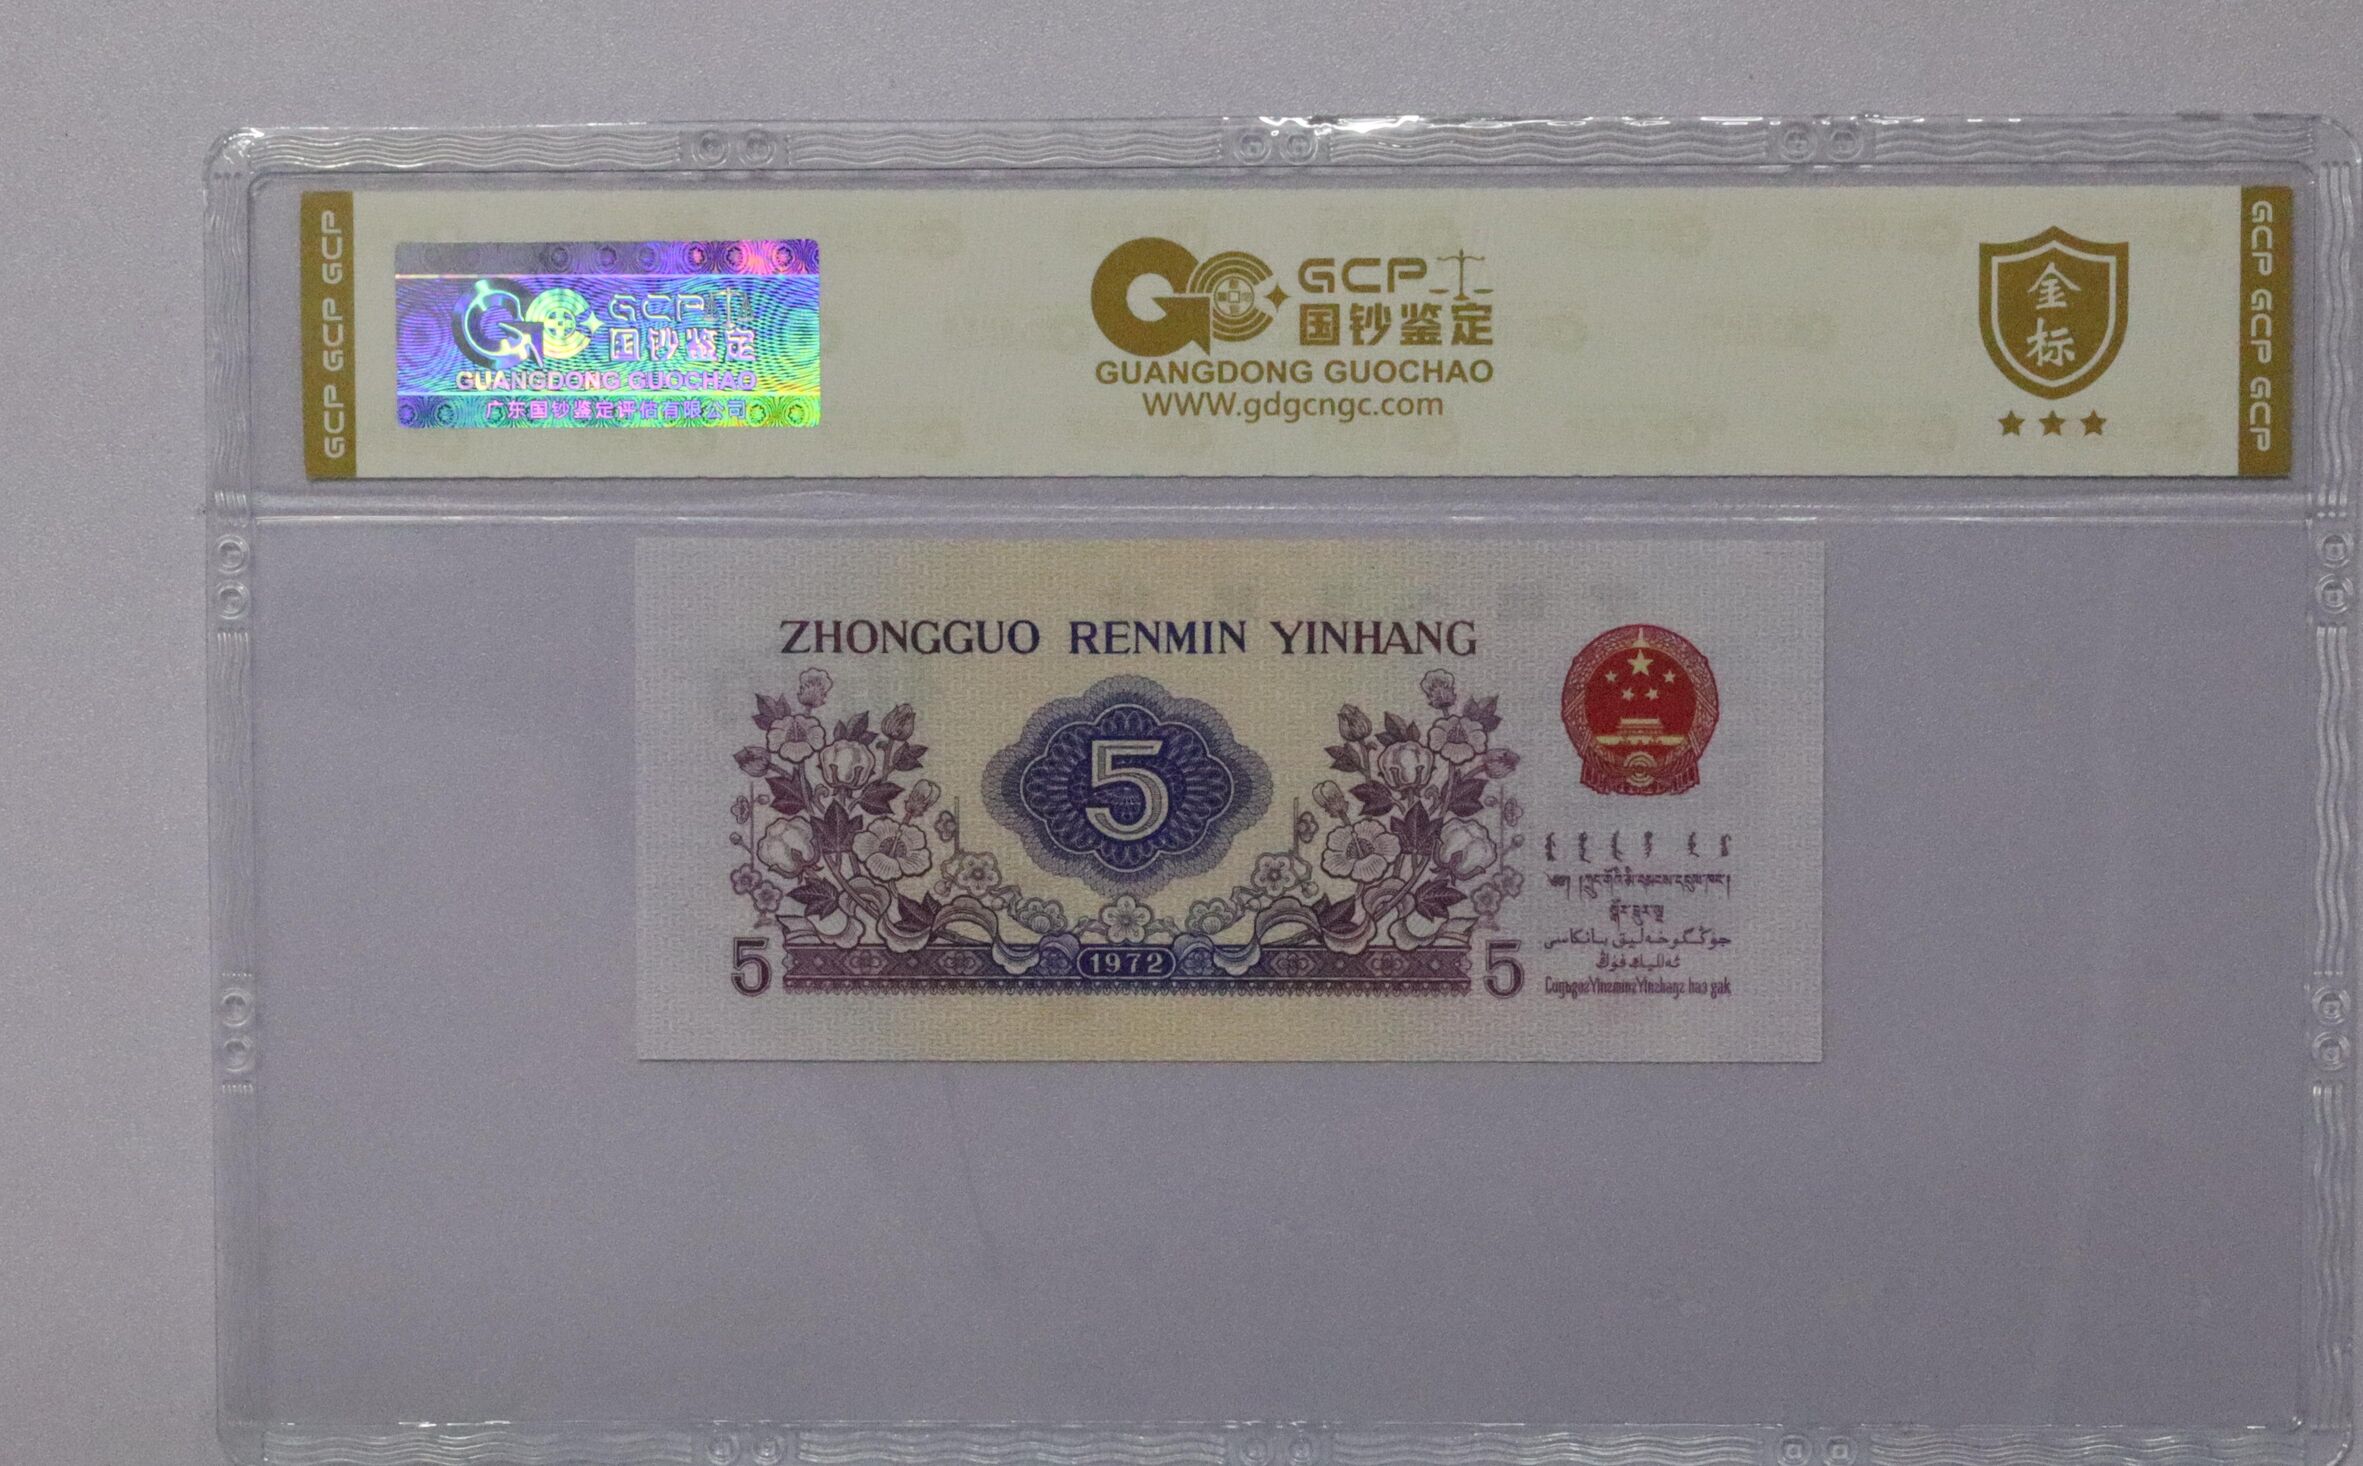 GCP GCP GCP
GCP
国钞鉴定
GUANGDONG GUOCHAO
广东国钞鉴定评估有限公司
GCP
国钞鉴定
GUANGDONG GUOCHAO
WWW.gdgcngc.com
金
标
GCP GCP GCP
ZHONGGUO RENMIN YINHANG
5
5
1972
5